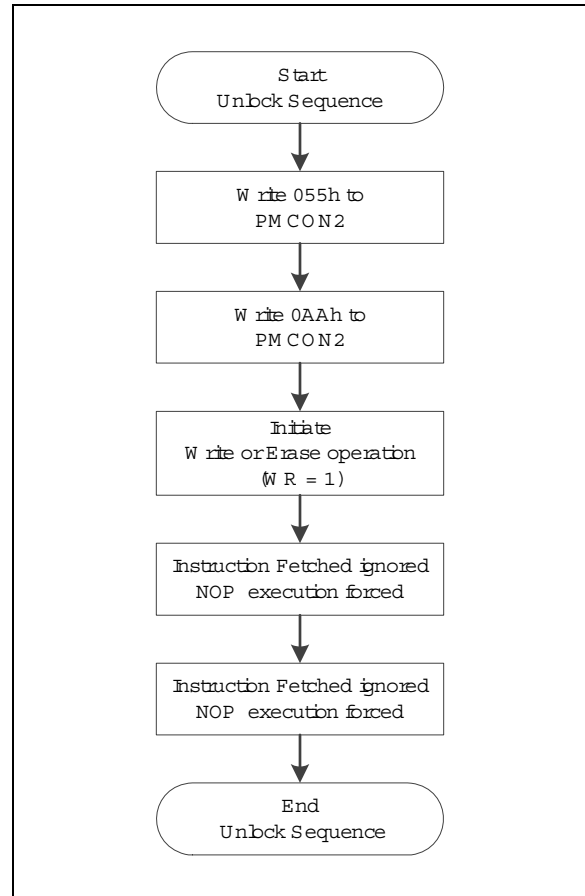 Start
Unlock Sequence
Write 055h to
PMCON2
Write 0AAh to
PMCON2
Initiate
Write or Erase operation
(WR = 1)
Instruction Fetched ignored
NOP execution forced
Instruction Fetched ignored
NOP execution forced
End
Unlock Sequence